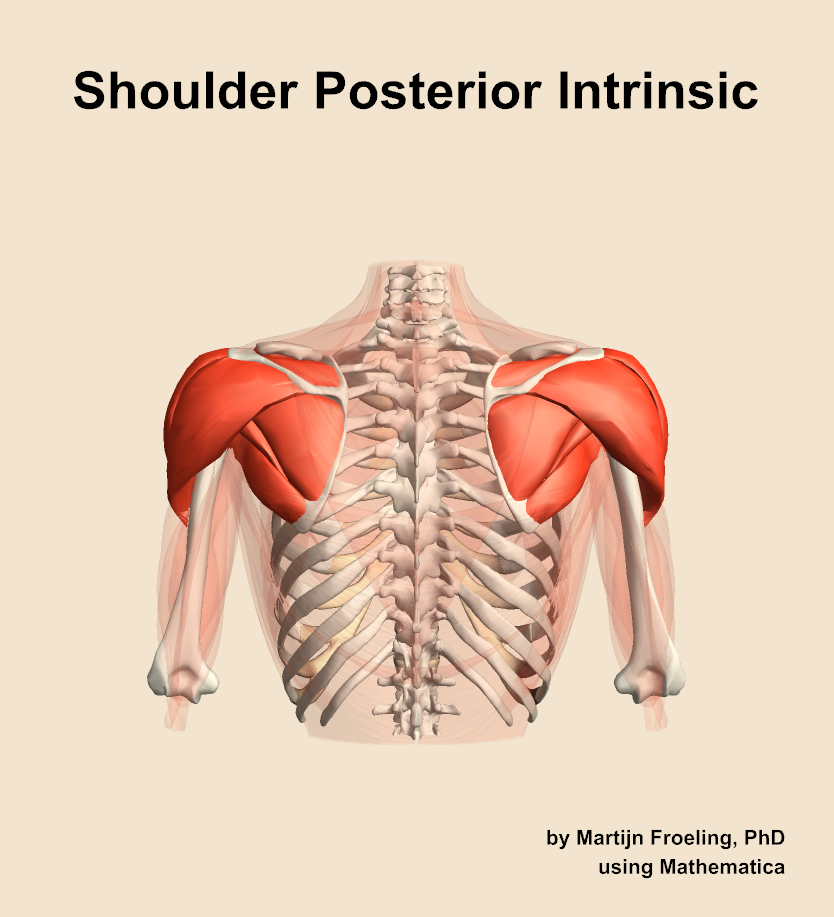 Shoulder Posterior Intrinsic
by Martijn Froeling, PhD
using Mathematica